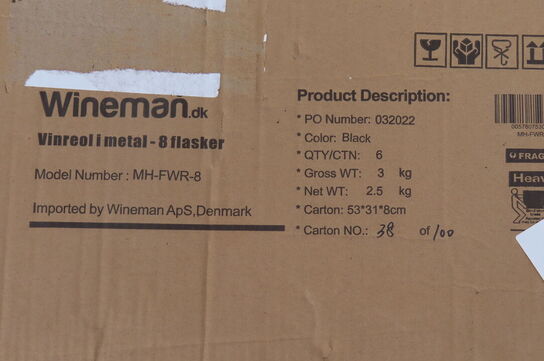 Wineman.dk
Vinreol i metal - 8 flasker
Model Number : MH-FWR-8
Imported by Wineman ApS,Denmark
Product Description:
* PO Number: 032022
* Color: Black
* QTY/CTN: 6
* Gross WT: 3 kg
* Net WT: 2.5 kg
* Carton: 53*31*8cm
* Carton NO.: 38 of 100
MH-FWR
FRAG
Heav